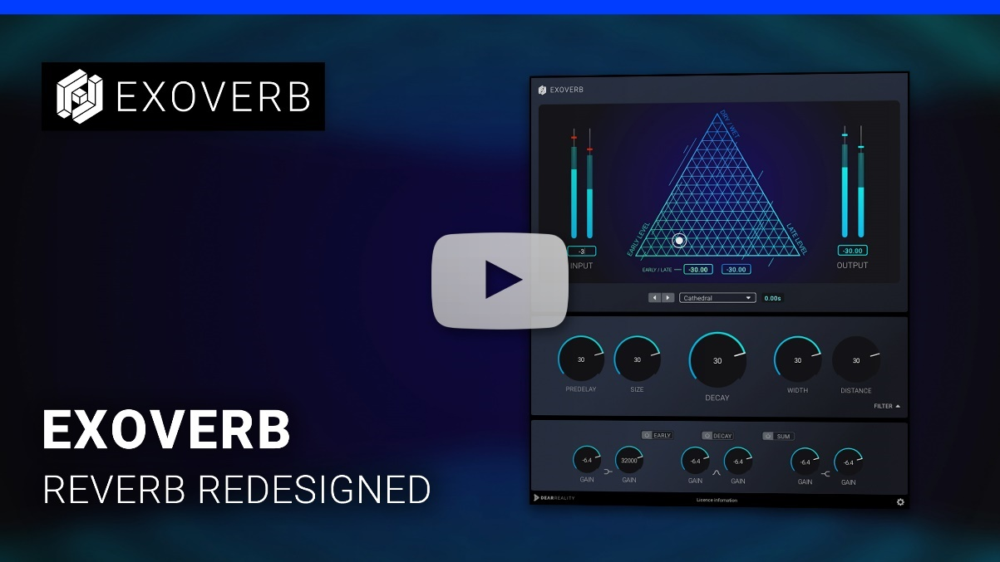 EXOVERB
EXOVERB
DRY / WET
EARLY LEVEL
LATE LEVEL
-3
INPUT
EARLY / LATE
-30.00
-30.00
-30.00
OUTPUT
Cathedral
0.00s
30
30
30
30
30
PREDELAY
SIZE
DECAY
WIDTH
DISTANCE
FILTER
EARLY
DECAY
SUM
-6.4
32000
-6.4
-6.4
-6.4
-6.4
GAIN
GAIN
GAIN
GAIN
GAIN
GAIN
DEARREALITY
Licence information
EXOVERB
REVERB REDESIGNED